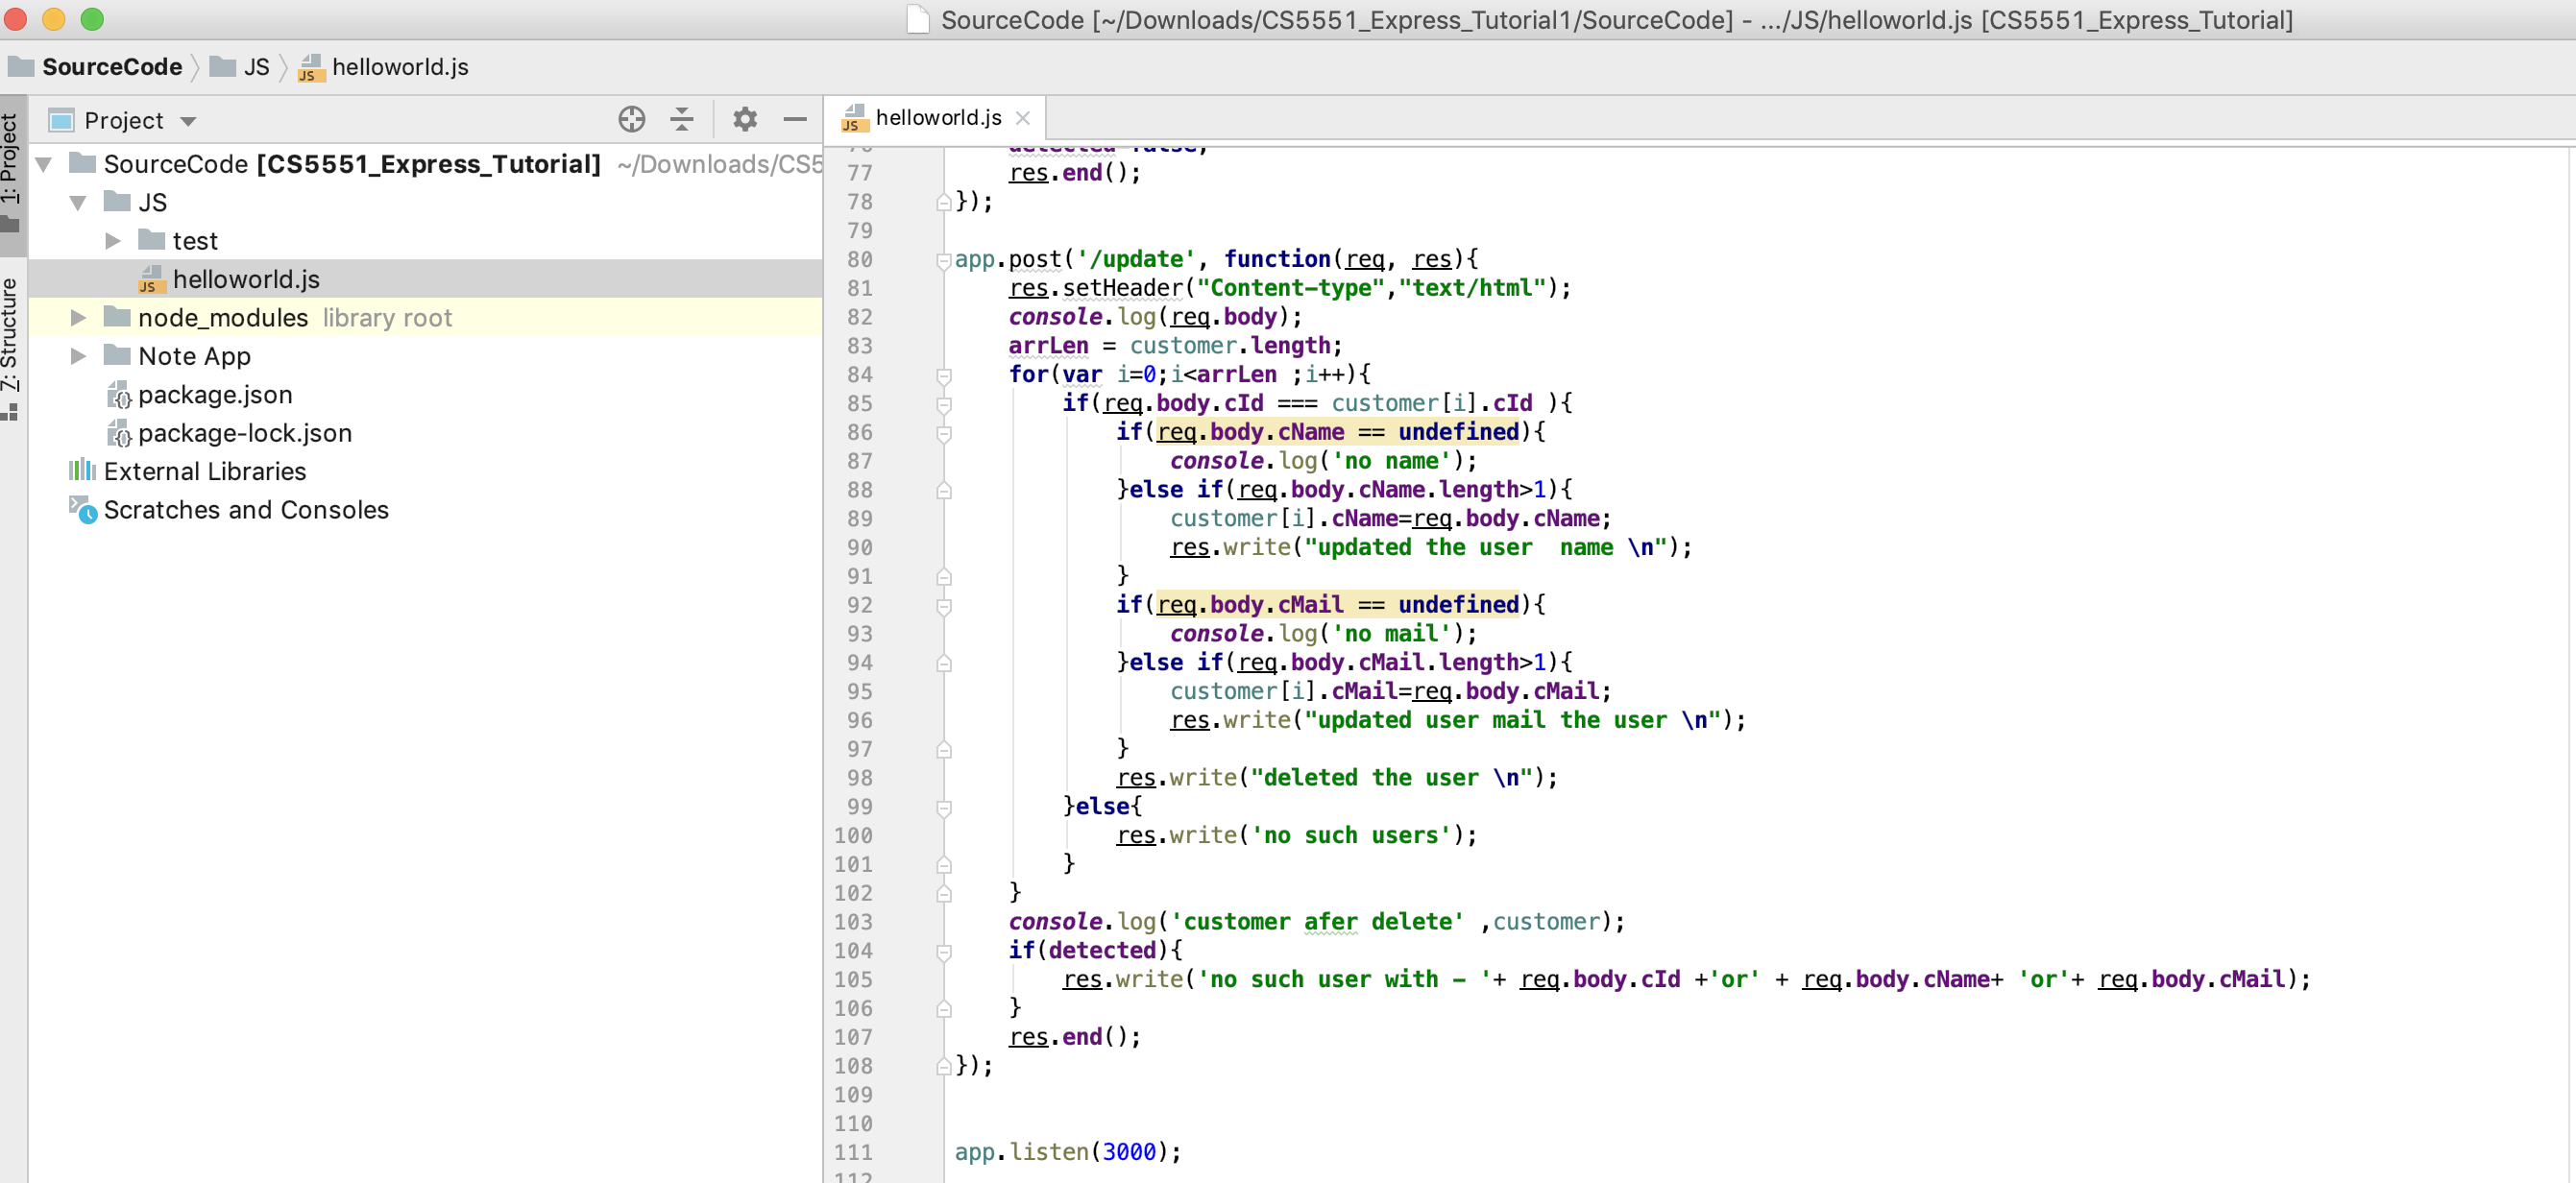 SourceCode [~/Downloads/CS5551_Express_Tutorial1/SourceCode] - .../JS/helloworld.js [CS5551_Express_Tutorial]
SourceCode JS helloworld.js
1: Project
7: Structure
Project
SourceCode [CS5551_Express_Tutorial] ~/Downloads/CS5
JS
test
helloworld.js
node_modules library root
Note App
package.json
package-lock.json
External Libraries
Scratches and Consoles
helloworld.js
77 res.end();
78 });
79
80 app.post('/update', function(req, res){
81 res.setHeader("Content-type","text/html");
82 console.log(req.body);
83 arrLen = customer.length;
84 for(var i=0;i<arrLen ;i++){
85 if(req.body.cId === customer[i].cId ){
86 if(req.body.cName == undefined){
87 console.log('no name');
88 }else if(req.body.cName.length>1){
89 customer[i].cName=req.body.cName;
90 res.write("updated the user  name \n");
91 }
92 if(req.body.cMail == undefined){
93 console.log('no mail');
94 }else if(req.body.cMail.length>1){
95 customer[i].cMail=req.body.cMail;
96 res.write("updated user mail the user \n");
97 }
98 res.write("deleted the user \n");
99 }else{
100 res.write('no such users');
101 }
102 }
103 console.log('customer afer delete' ,customer);
104 if(detected){
105 res.write('no such user with - '+ req.body.cId +'or' + req.body.cName+ 'or'+ req.body.cMail);
106 }
107 res.end();
108 });
109
110
111 app.listen(3000);